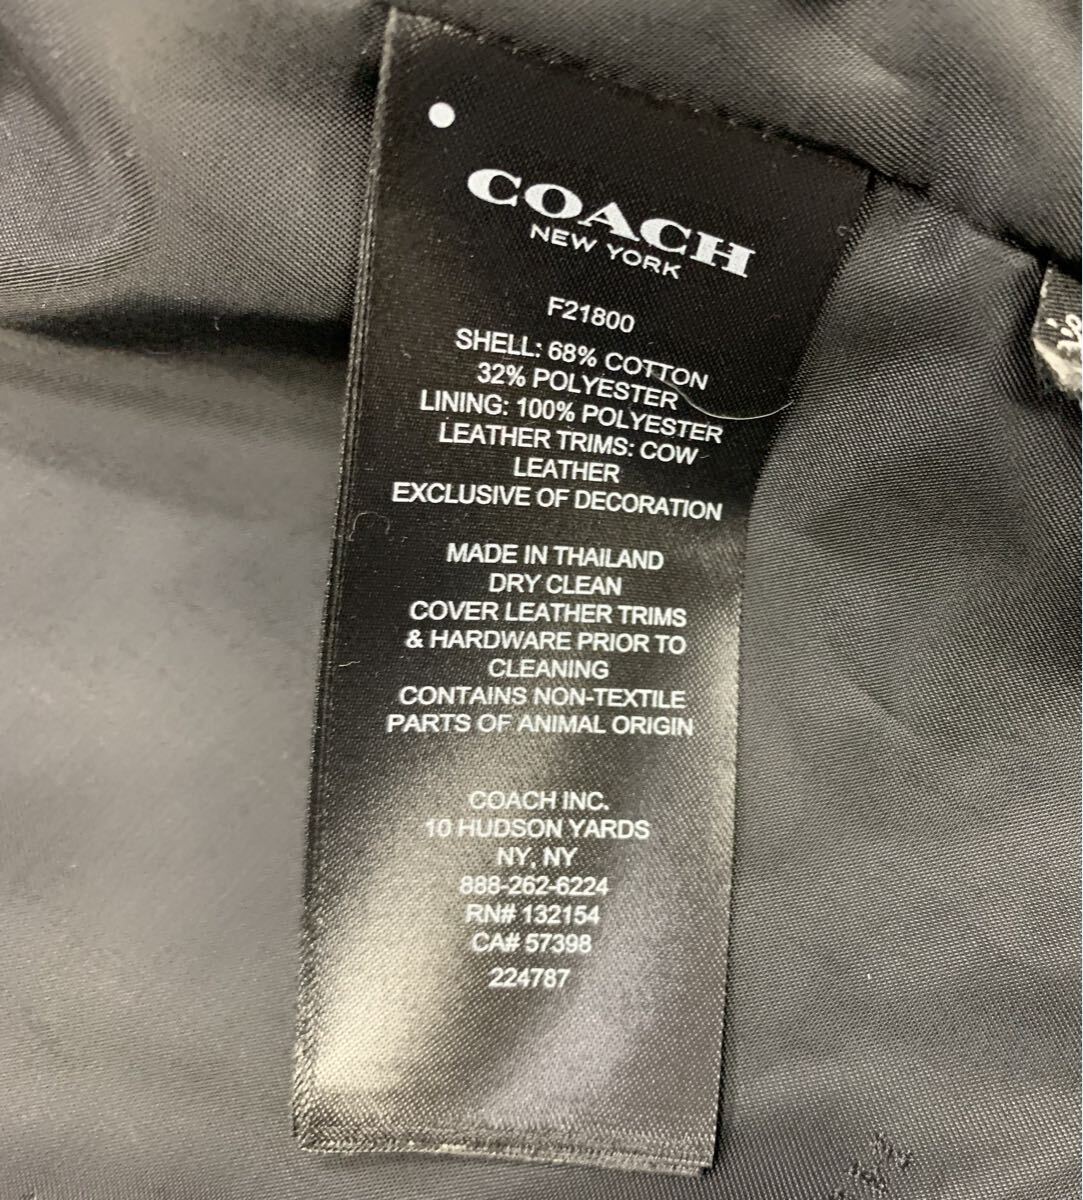 COACH
NEW YORK
F21800
SHELL: 68% COTTON
32% POLYESTER
LINING: 100% POLYESTER
LEATHER TRIMS: COW
LEATHER
EXCLUSIVE OF DECORATION
MADE IN THAILAND
DRY CLEAN
COVER LEATHER TRIMS
& HARDWARE PRIOR TO
CLEANING
CONTAINS NON-TEXTILE
PARTS OF ANIMAL ORIGIN
COACH INC.
10 HUDSON YARDS
NY, NY
888-262-6224
RN# 132154
CA# 57398
224787